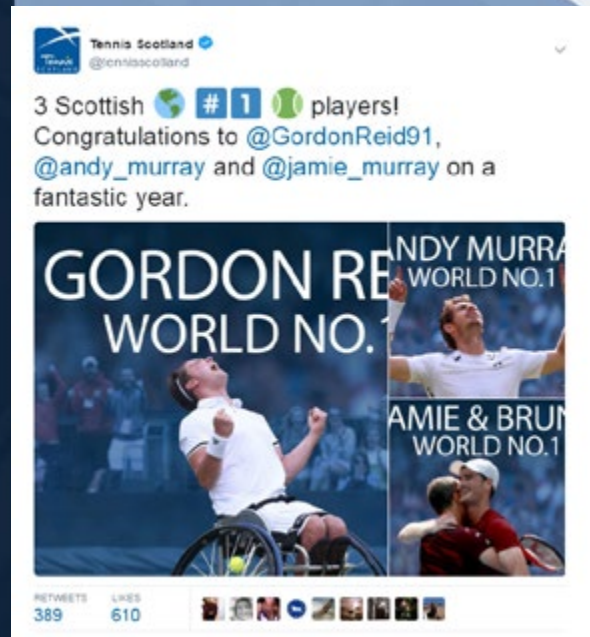 Tennis Scotland
@tennisscotland
3 Scottish 🌎 #️⃣ 1️⃣ 🎾 players!
Congratulations to @GordonReid91,
@andy_murray and @jamie_murray on a
fantastic year.
GORDON RE
WORLD NO.1
ANDY MURRA
WORLD NO.1
AMIE & BRUN
WORLD NO.1
RETWEETS
389
LIKES
610